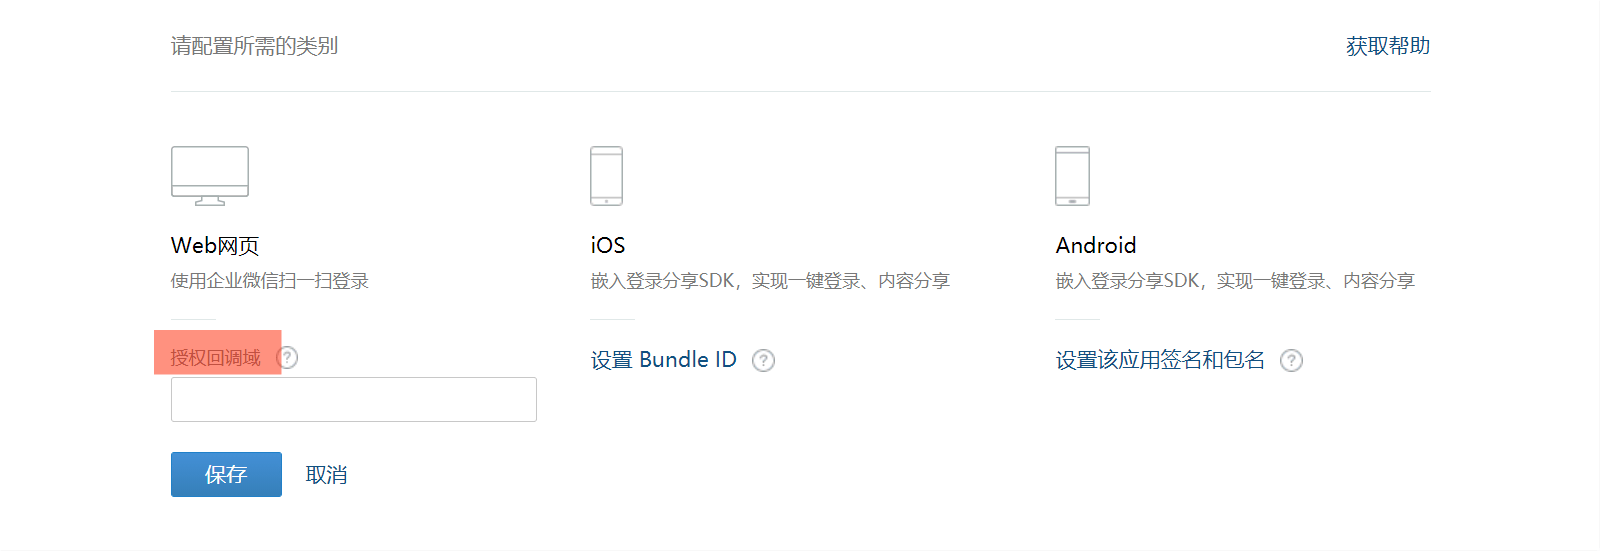 请配置所需的类别
获取帮助
Web网页
使用企业微信扫一扫登录
授权回调域 ?
保存
取消
iOS
嵌入登录分享SDK，实现一键登录、内容分享
设置 Bundle ID ?
Android
嵌入登录分享SDK，实现一键登录、内容分享
设置该应用签名和包名 ?